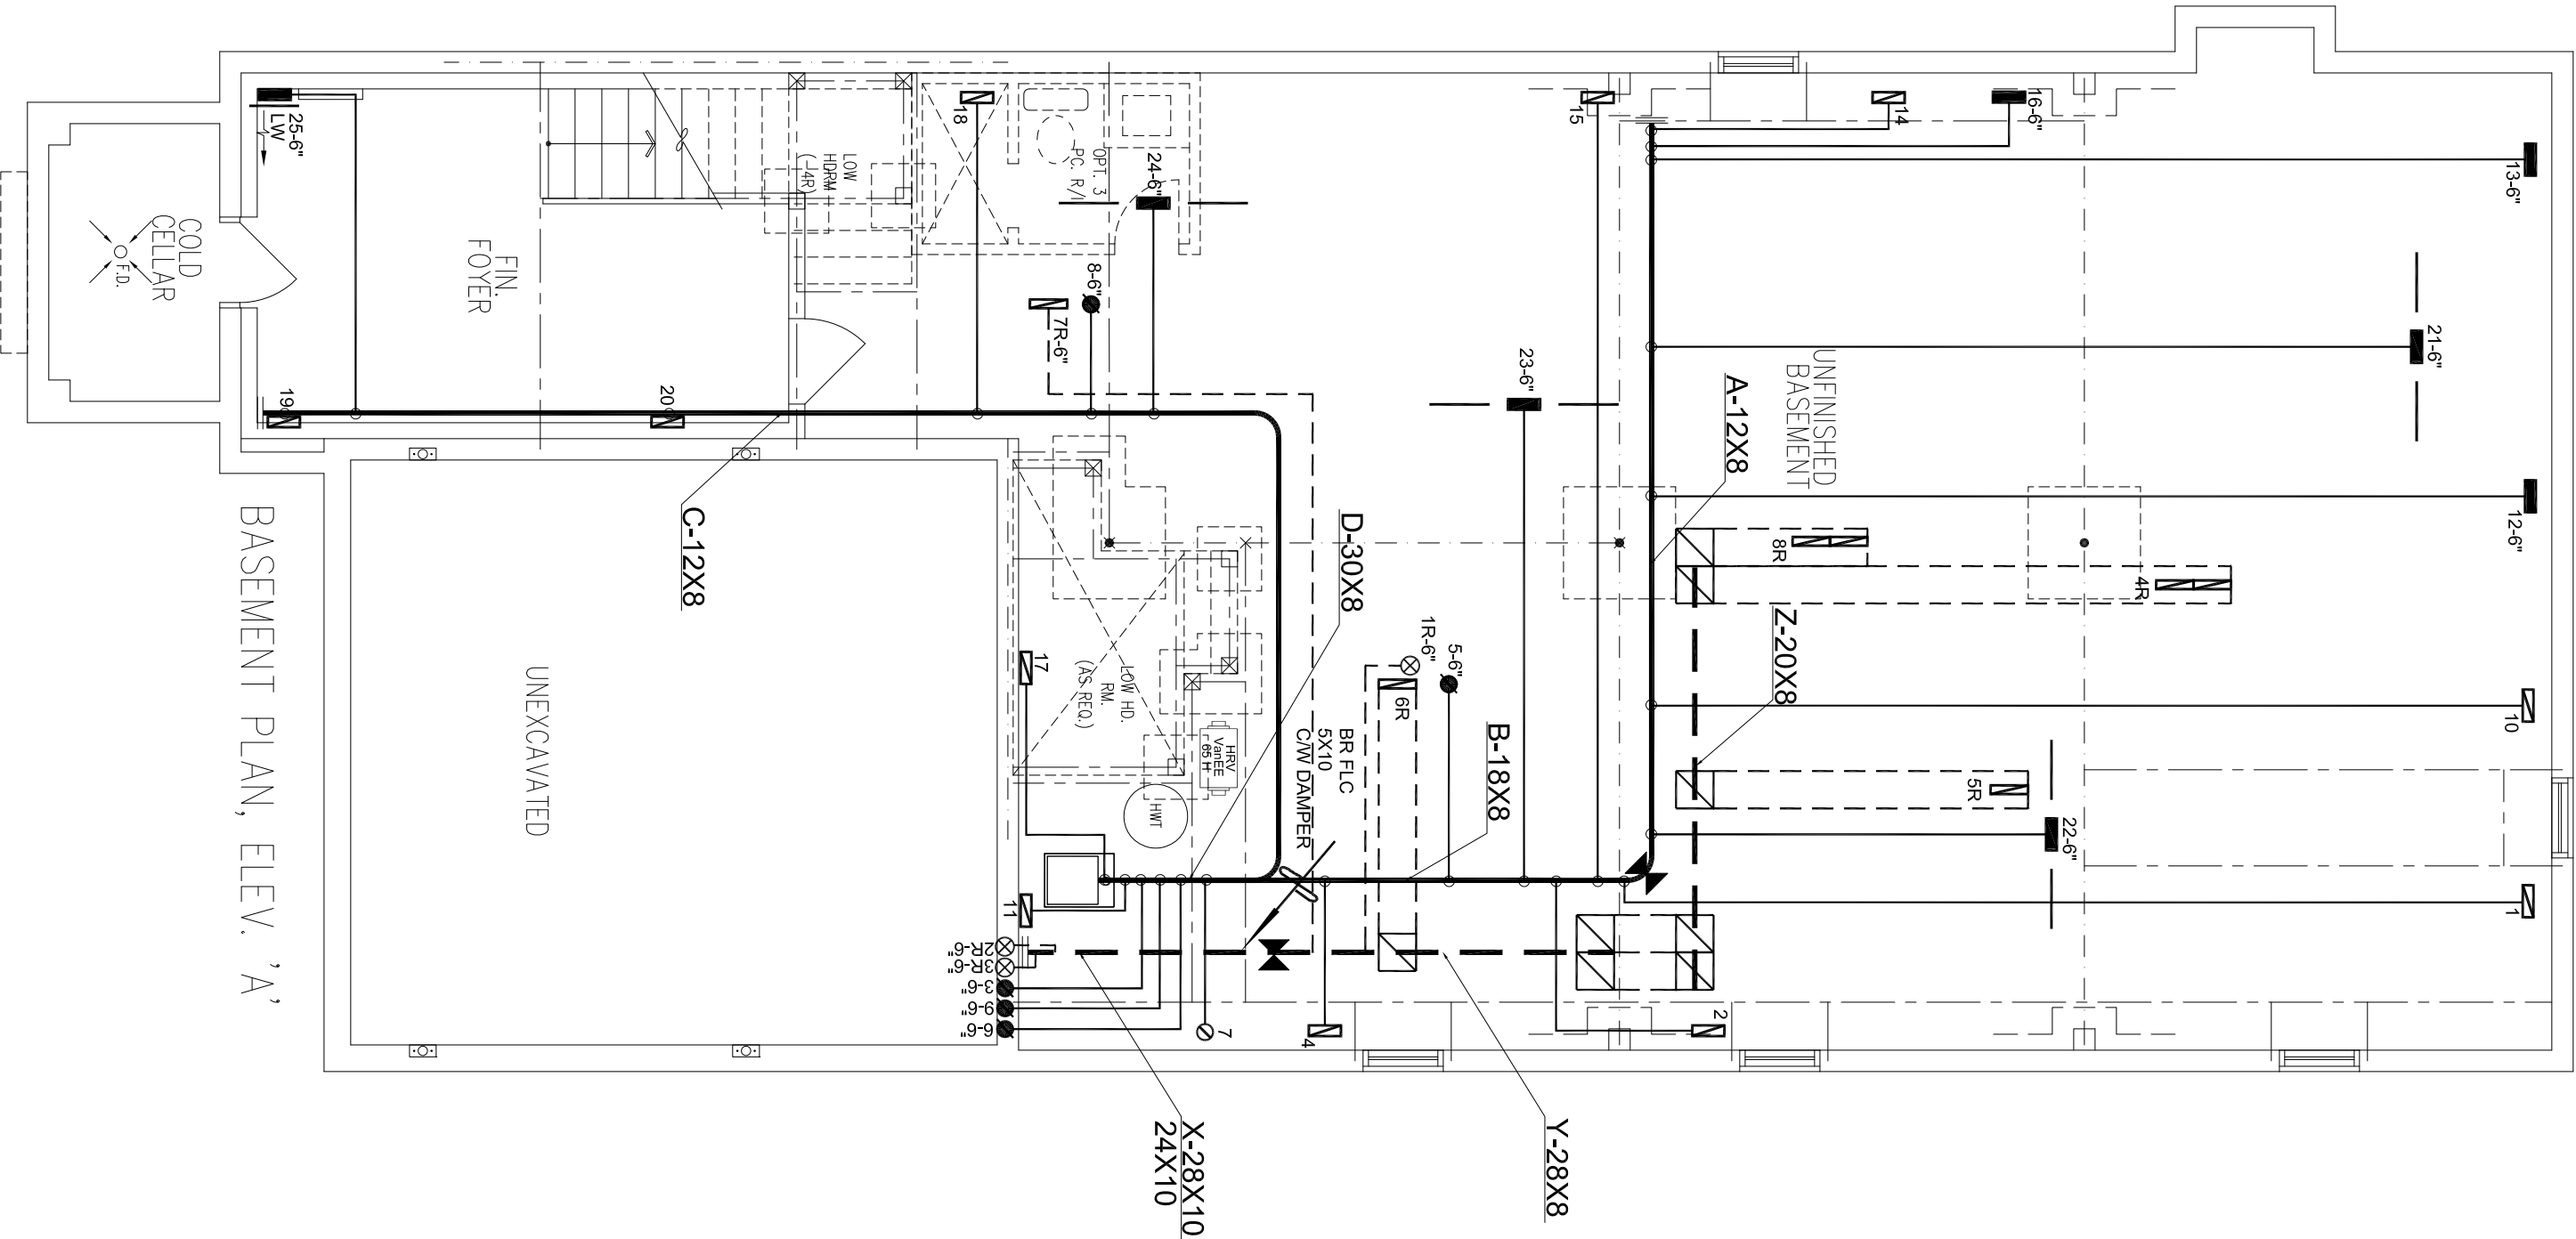 16-6"
14
15
18
13-6"
25-6"
LW
OPT. 3
PC. R/I
24-6"
LOW
HDRM
(-4R)
COLD
CELLAR
F.D.
FIN.
FOYER
8-6"
7R-6"
21-6"
UNFINISHED
BASEMENT
23-6"
A-12X8
19
20
12-6"
8R
4R
C-12X8
D-30X8
Z-20X8
BASEMENT PLAN, ELEV. 'A'
UNEXCAVATED
17
LOW HD.
RM.
(AS REQ.)
1R-6"
5-6"
6R
10
HRV
VanEE
65 H
HWT
BR FLC
5X10
C/W DAMPER
B-18X8
5R
22-6"
11
1
2R-6"
3R-6"
3-6"
9-6"
6-6"
7
4
2
X-28X10
24X10
Y-28X8